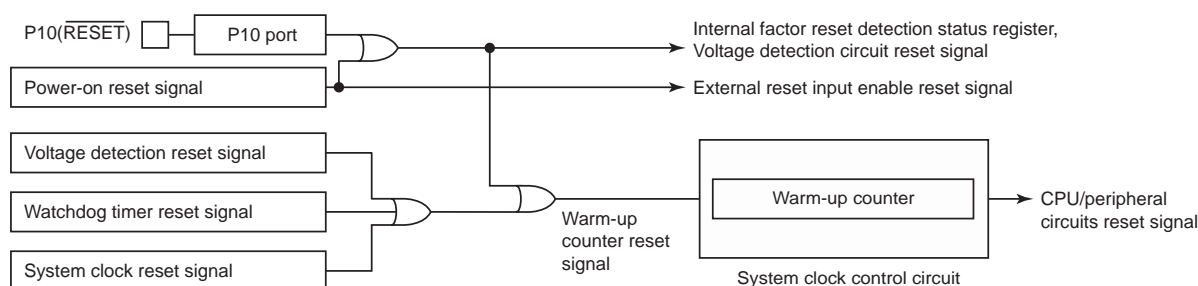 P10(RESET)
P10 port
Internal factor reset detection status register,
Voltage detection circuit reset signal
Power-on reset signal
External reset input enable reset signal
Voltage detection reset signal
Watchdog timer reset signal
System clock reset signal
Warm-up
counter reset
signal
Warm-up counter
CPU/peripheral
circuits reset signal
System clock control circuit